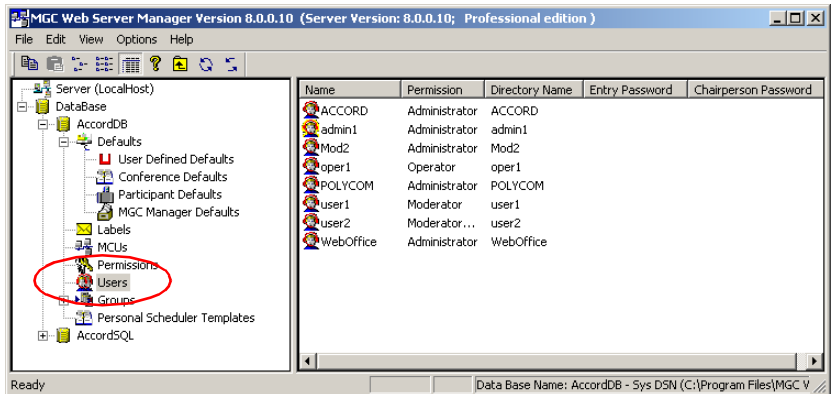 MGC Web Server Manager Version 8.0.0.10 (Server Version: 8.0.0.10; Professional edition )
File Edit View Options Help
Server (LocalHost)
DataBase
AccordDB
Defaults
User Defined Defaults
Conference Defaults
Participant Defaults
MGC Manager Defaults
Labels
MCUs
Permissions
Users
Groups
Personal Scheduler Templates
AccordSQL
Name Permission Directory Name Entry Password Chairperson Password
ACCORD Administrator ACCORD
admin1 Administrator admin1
Mod2 Administrator Mod2
oper1 Operator oper1
POLYCOM Administrator POLYCOM
user1 Moderator user1
user2 Moderator... user2
WebOffice Administrator WebOffice
Ready Data Base Name: AccordDB - Sys DSN (C:\Program Files\MGC V